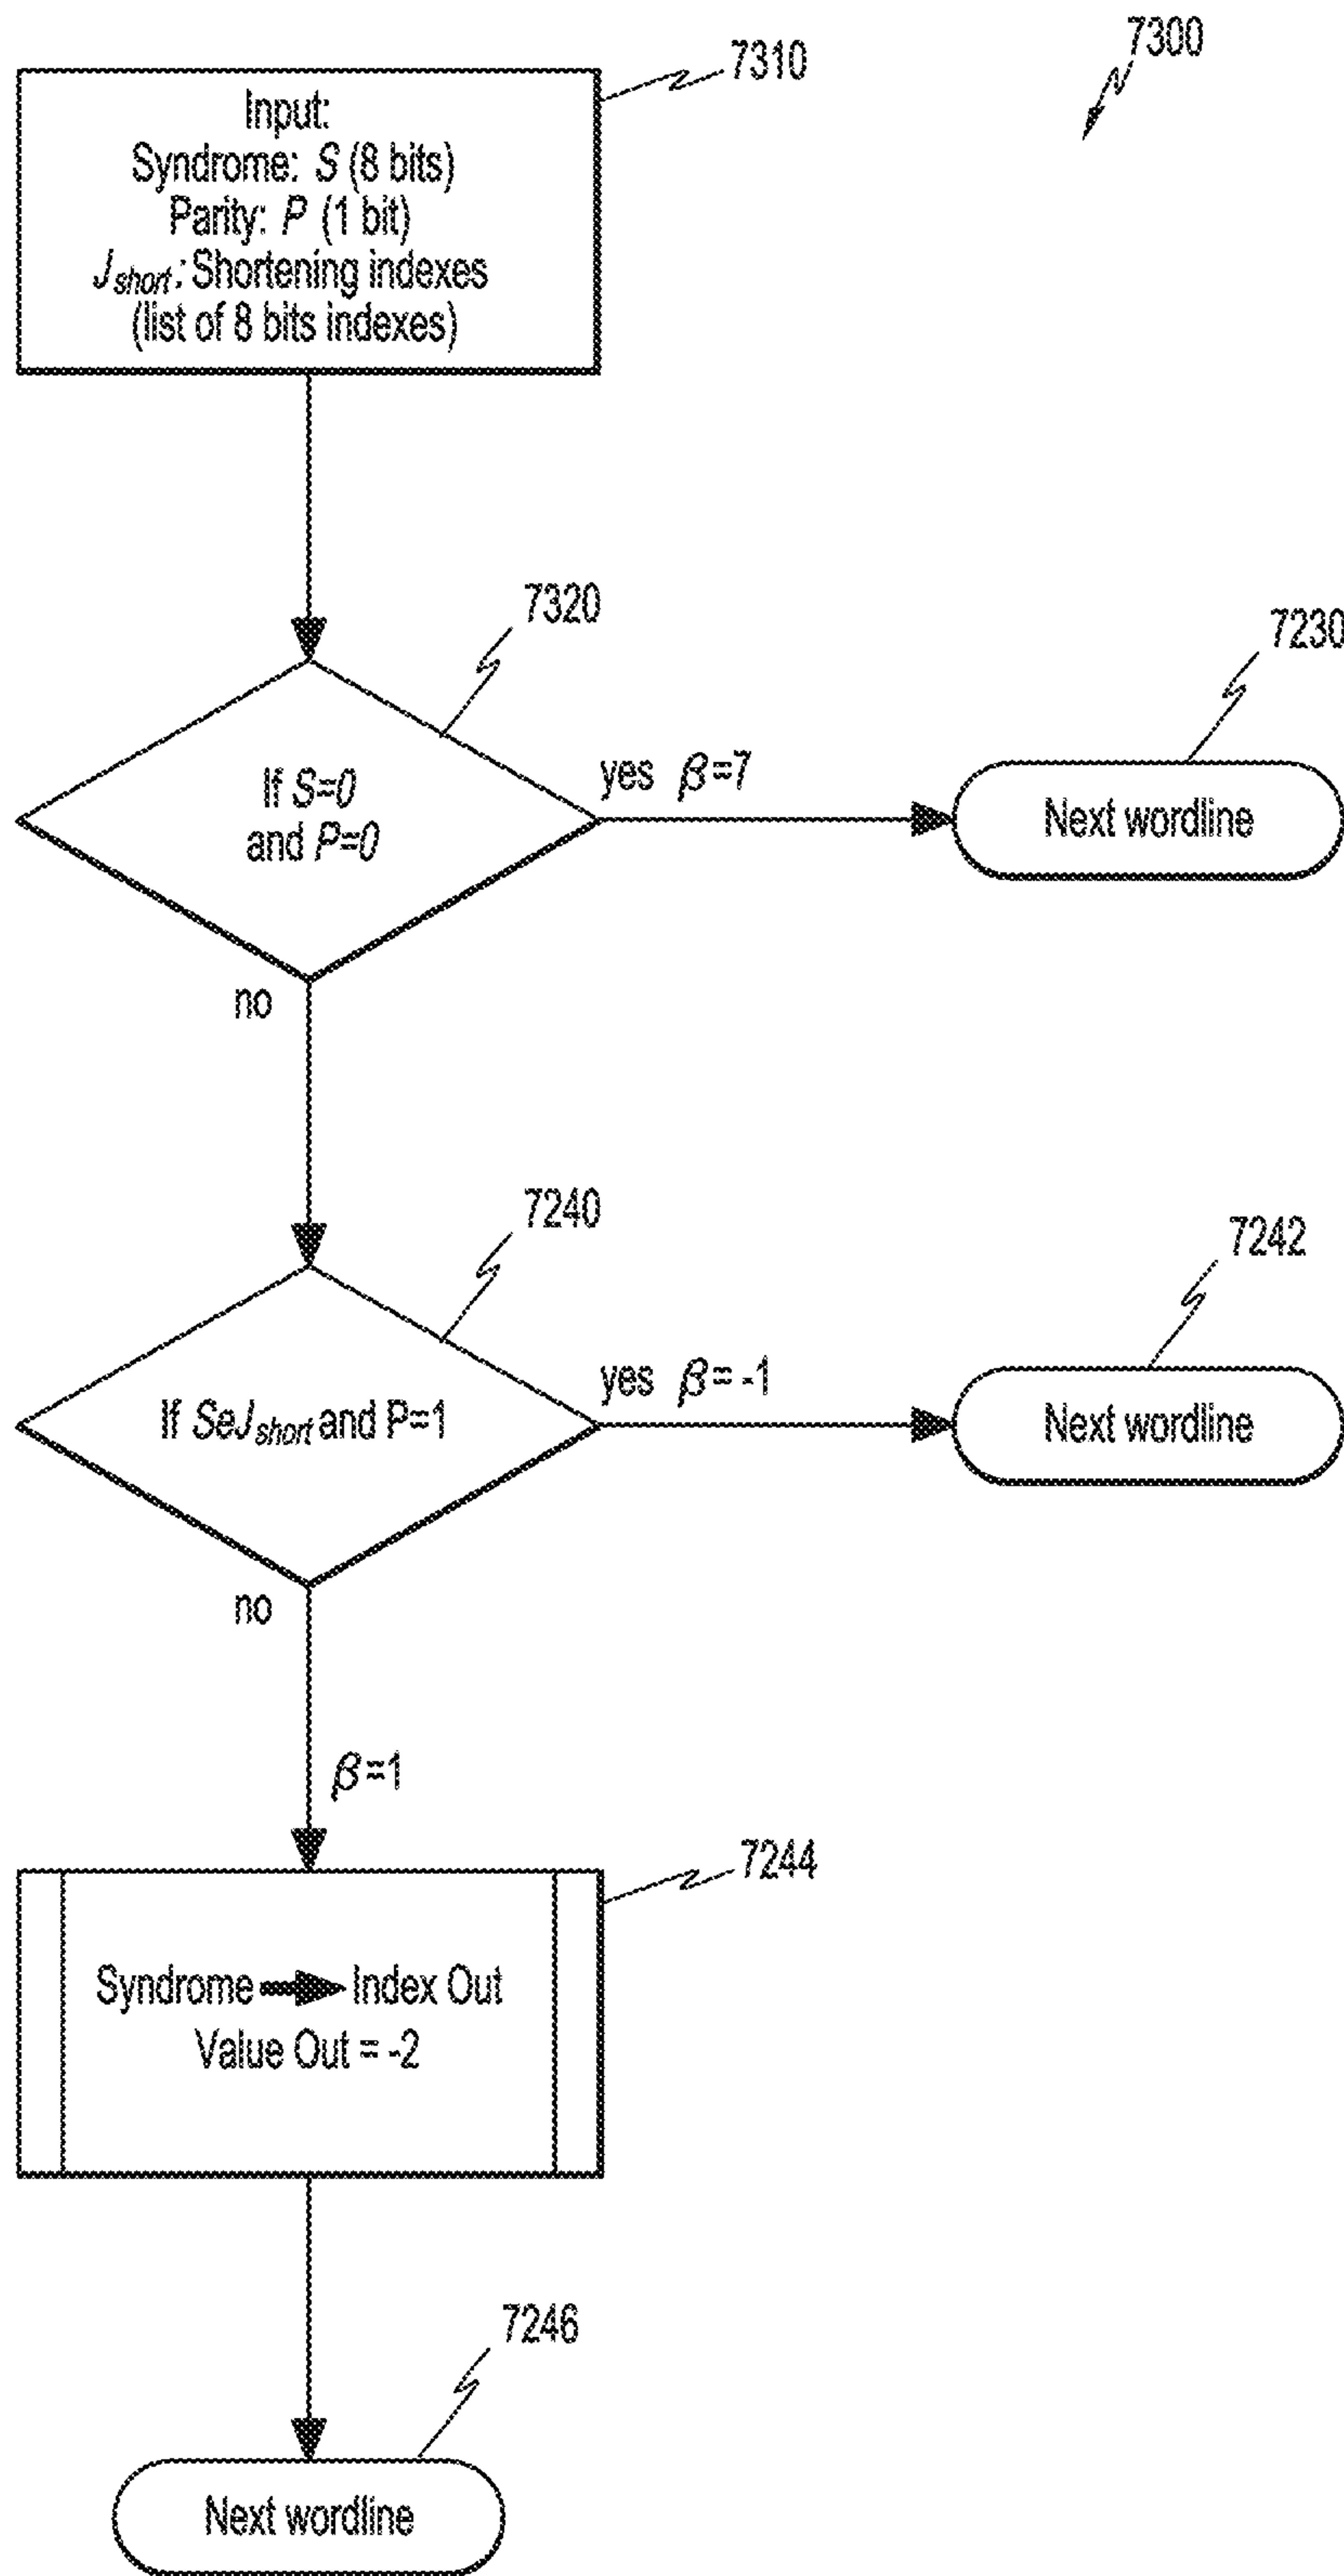 7300
7310
Input:
Syndrome: S (8 bits)
Parity: P (1 bit)
Jshort: Shortening indexes
(list of 8 bits indexes)
7320
7230
If S=0
and P=0
yes β=7
Next wordline
no
7240
7242
If SeJshort and P=1
yes β= -1
Next wordline
no
β=1
7244
Syndrome → Index Out
Value Out = -2
7246
Next wordline